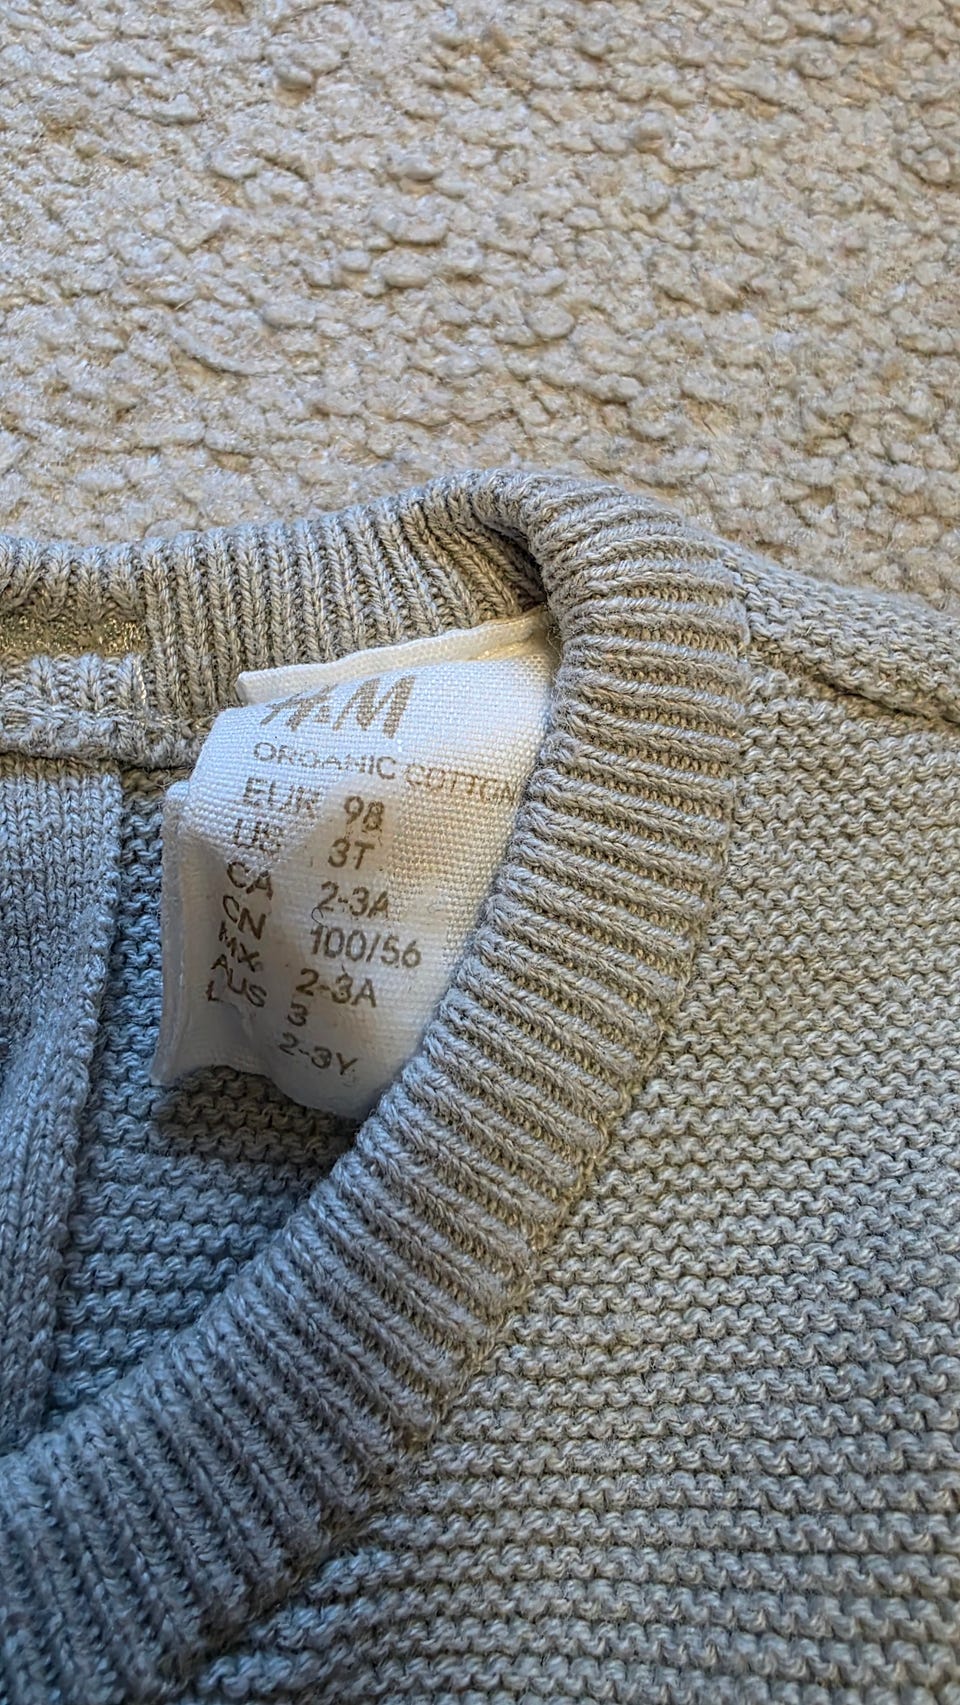 H&M
ORGANIC COTTON
EUR 98
US 3T
CA 2-3A
CN 100/56
MX 2-3A
AUS 3
2-3Y